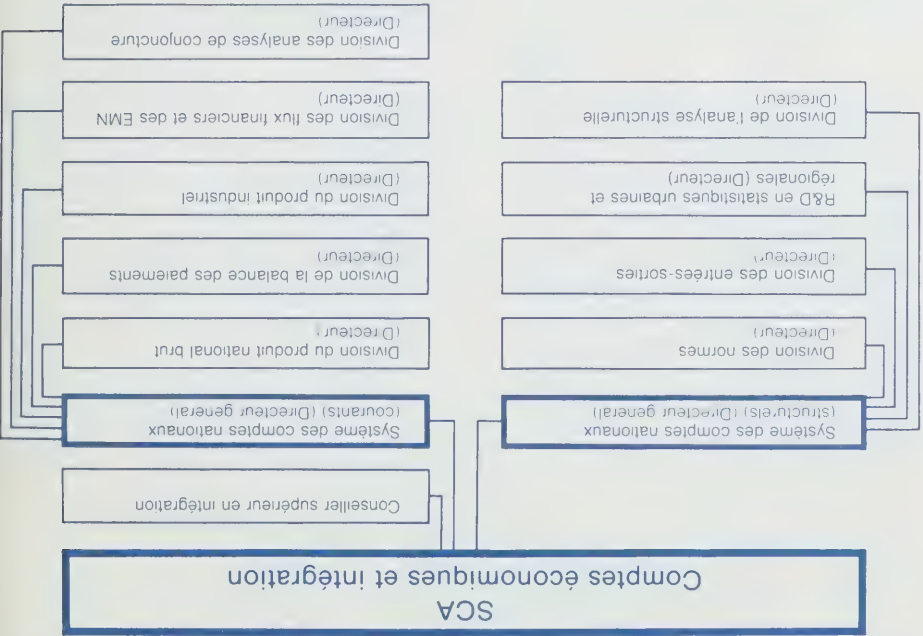 SCA
Comptes économiques et intégration
Conseiller supérieur en intégration
Système des comptes nationaux
(structurels) (Directeur général)
Division des normes
(Directeur)
Division des entrées-sorties
(Directeur)
R&D en statistiques urbaines et
régionales (Directeur)
Division de l'analyse structurelle
(Directeur)
Système des comptes nationaux
(courants) (Directeur général)
Division du produit national brut
(Directeur)
Division de la balance des paiements
(Directeur)
Division du produit industriel
(Directeur)
Division des flux financiers et des EMN
(Directeur)
Division des analyses de conjoncture
(Directeur)